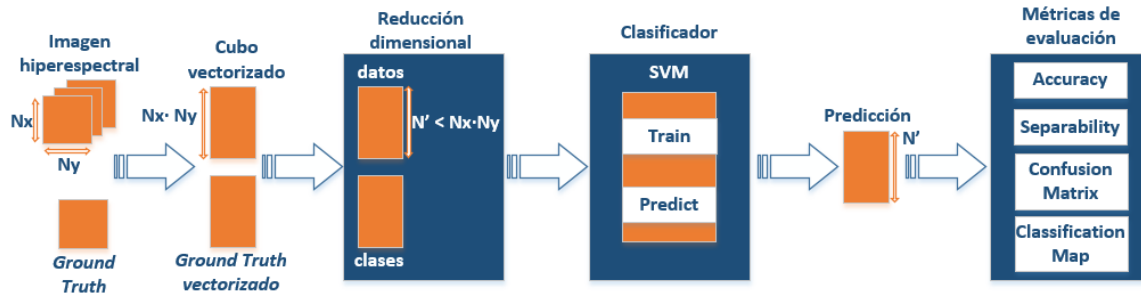 Imagen
hiperespectral
Nx
Ny
Ground
Truth
Cubo
vectorizado
Nx· Ny
Ground Truth
vectorizado
Reducción
dimensional
datos
N' < Nx·Ny
clases
Clasificador
SVM
Train
Predict
Predicción
N'
Métricas de
evaluación
Accuracy
Separability
Confusion
Matrix
Classification
Map